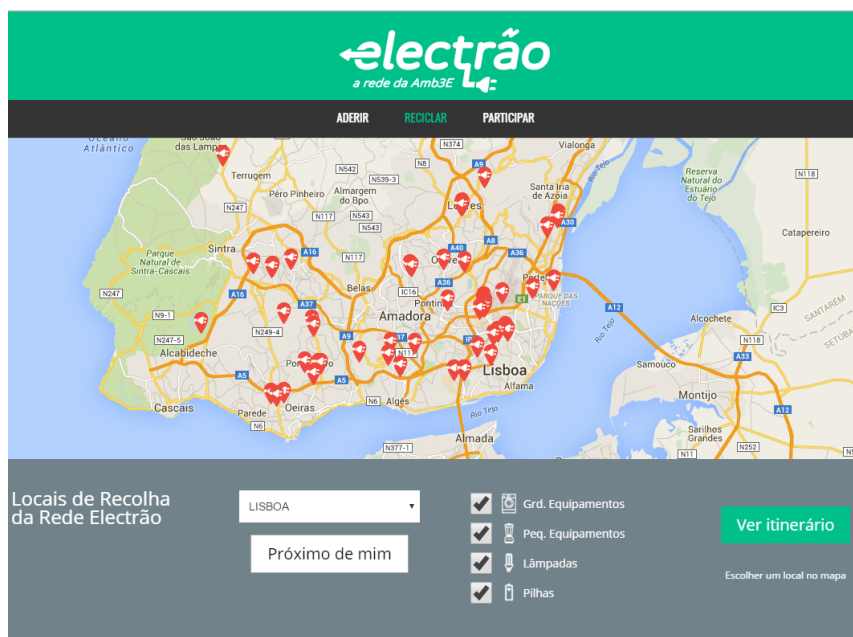 electrão
a rede da Amb3E
ADERIR RECICLAR PARTICIPAR
Oceano
Atlântico
São João
das Lampas
N374
Vialonga
N8
A9
Terrugem
N542
N539-3
Reserva
Natural do
Estuário
do Tejo
N118
Pêro Pinheiro
Almargem
do Bpo.
Santa Iria
de Azóia
Rio Tejo
N247
N117
N543
N543
Loures
A30
Catapereiro
Sintra
A16
N117
A40
A8
A36
Parque
Natural de
Sintra-Cascais
A36
N247
A16
Belas
IC16
Pontinha
E1
PARQUE DAS
NAÇÕES
A12
SANTARÉM
SETÚBAL
N9-1
A37
Amadora
Alcochete
IC3
N249-4
A9
N247-5
Alcabideche
N117
Rio Tejo
N118
A33
Lisboa
Samouco
A5
A5
Alfama
Montijo
Cascais
Parede
Oeiras
N6
Algés
A12
N6
Rio Tejo
Sarilhos
Grandes
N377-1
Almada
N11
N252
Locais de Recolha
da Rede Electrão
LISBOA
Próximo de mim
Grd. Equipamentos
Peq. Equipamentos
Lâmpadas
Pilhas
Ver itinerário
Escolher um local no mapa